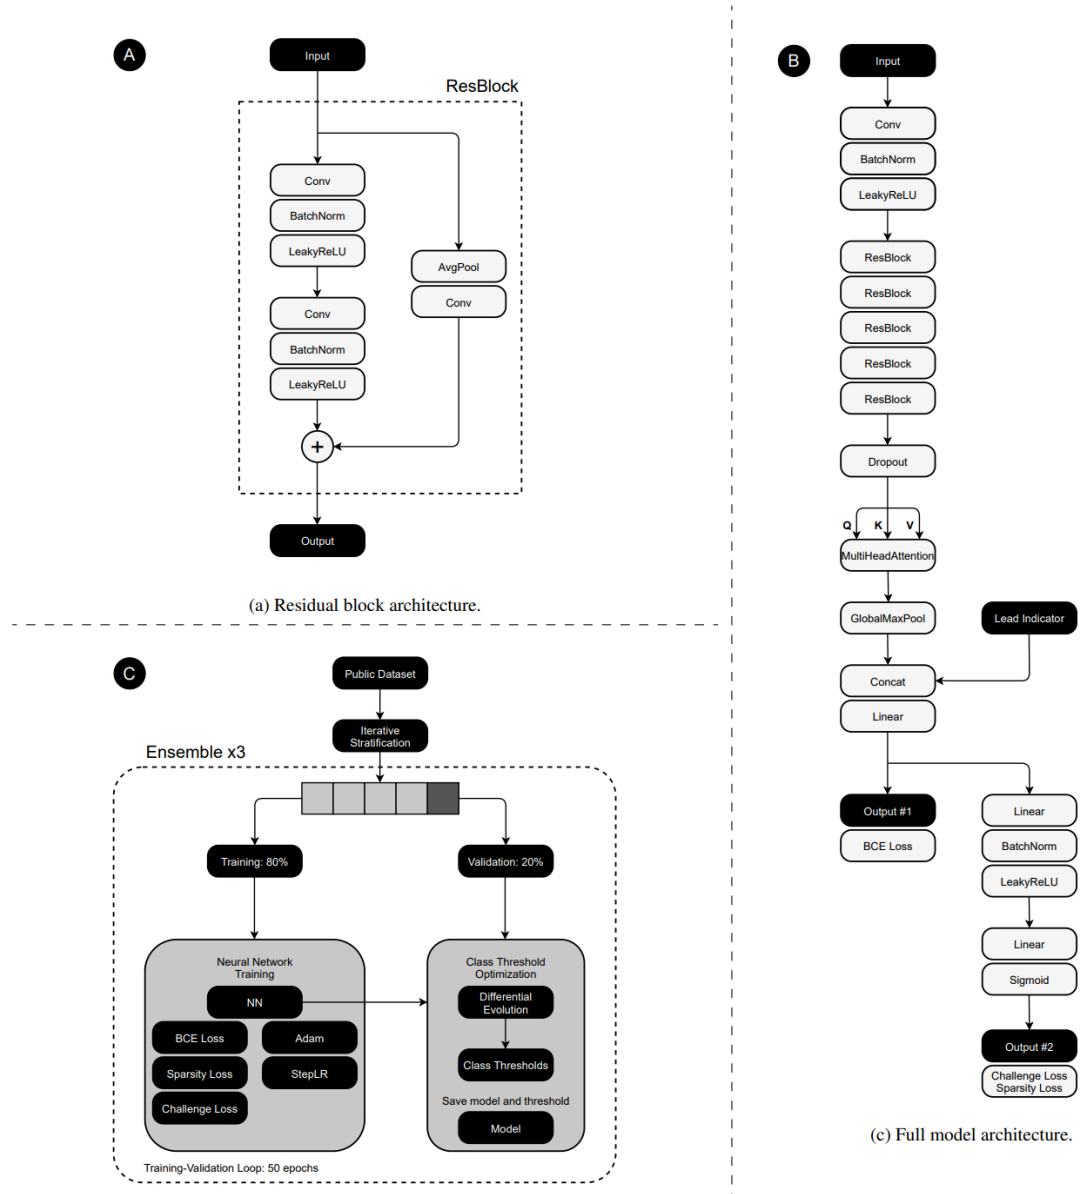 A
Input
ResBlock
Conv
BatchNorm
LeakyReLU
AvgPool
Conv
Conv
BatchNorm
LeakyReLU
+
Output
(a) Residual block architecture.
B
Input
Conv
BatchNorm
LeakyReLU
ResBlock
ResBlock
ResBlock
ResBlock
ResBlock
Dropout
Q K V
MultiHeadAttention
GlobalMaxPool
Lead Indicator
Concat
Linear
Output #1
BCE Loss
Linear
BatchNorm
LeakyReLU
Linear
Sigmoid
Output #2
Challenge Loss
Sparsity Loss
(c) Full model architecture.
C
Public Dataset
Iterative
Stratification
Ensemble x3
Training: 80%
Validation: 20%
Neural Network
Training
NN
BCE Loss
Adam
Sparsity Loss
StepLR
Challenge Loss
Class Threshold
Optimization
Differential
Evolution
Class Thresholds
Save model and threshold
Model
Training-Validation Loop: 50 epochs